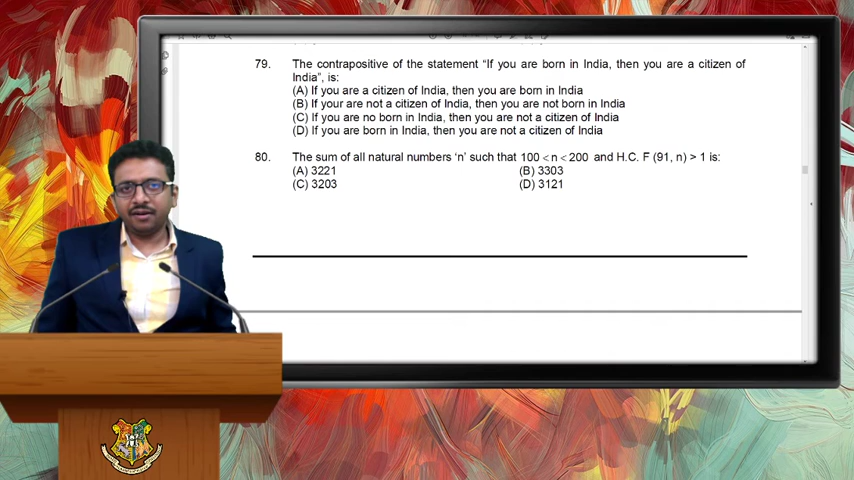 79. The contrapositive of the statement "If you are born in India, then you are a citizen of
India", is:
(A) If you are a citizen of India, then you are born in India
(B) If your are not a citizen of India, then you are not born in India
(C) If you are no born in India, then you are not a citizen of India
(D) If you are born in India, then you are not a citizen of India
80. The sum of all natural numbers 'n' such that 100 < n < 200 and H.C. F (91, n) > 1 is:
(A) 3221 (B) 3303
(C) 3203 (D) 3121